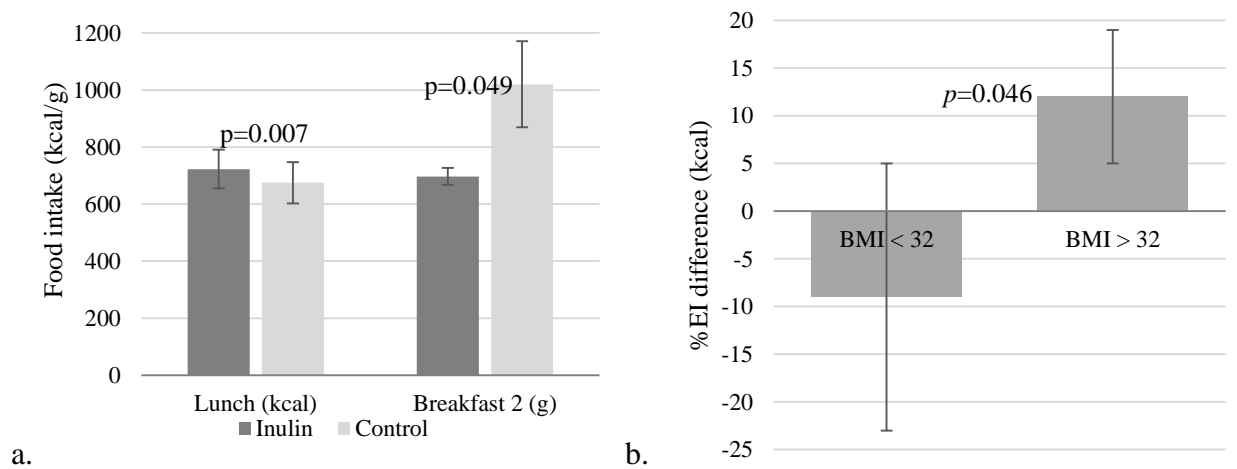 1200
1000
800
600
400
200
0
Food intake (kcal/g)
p=0.007
p=0.049
Lunch (kcal)
Breakfast 2 (g)
Inulin
Control
a.
20
15
10
5
0
-5
-10
-15
-20
-25
%EI difference (kcal)
p=0.046
BMI < 32
BMI > 32
b.